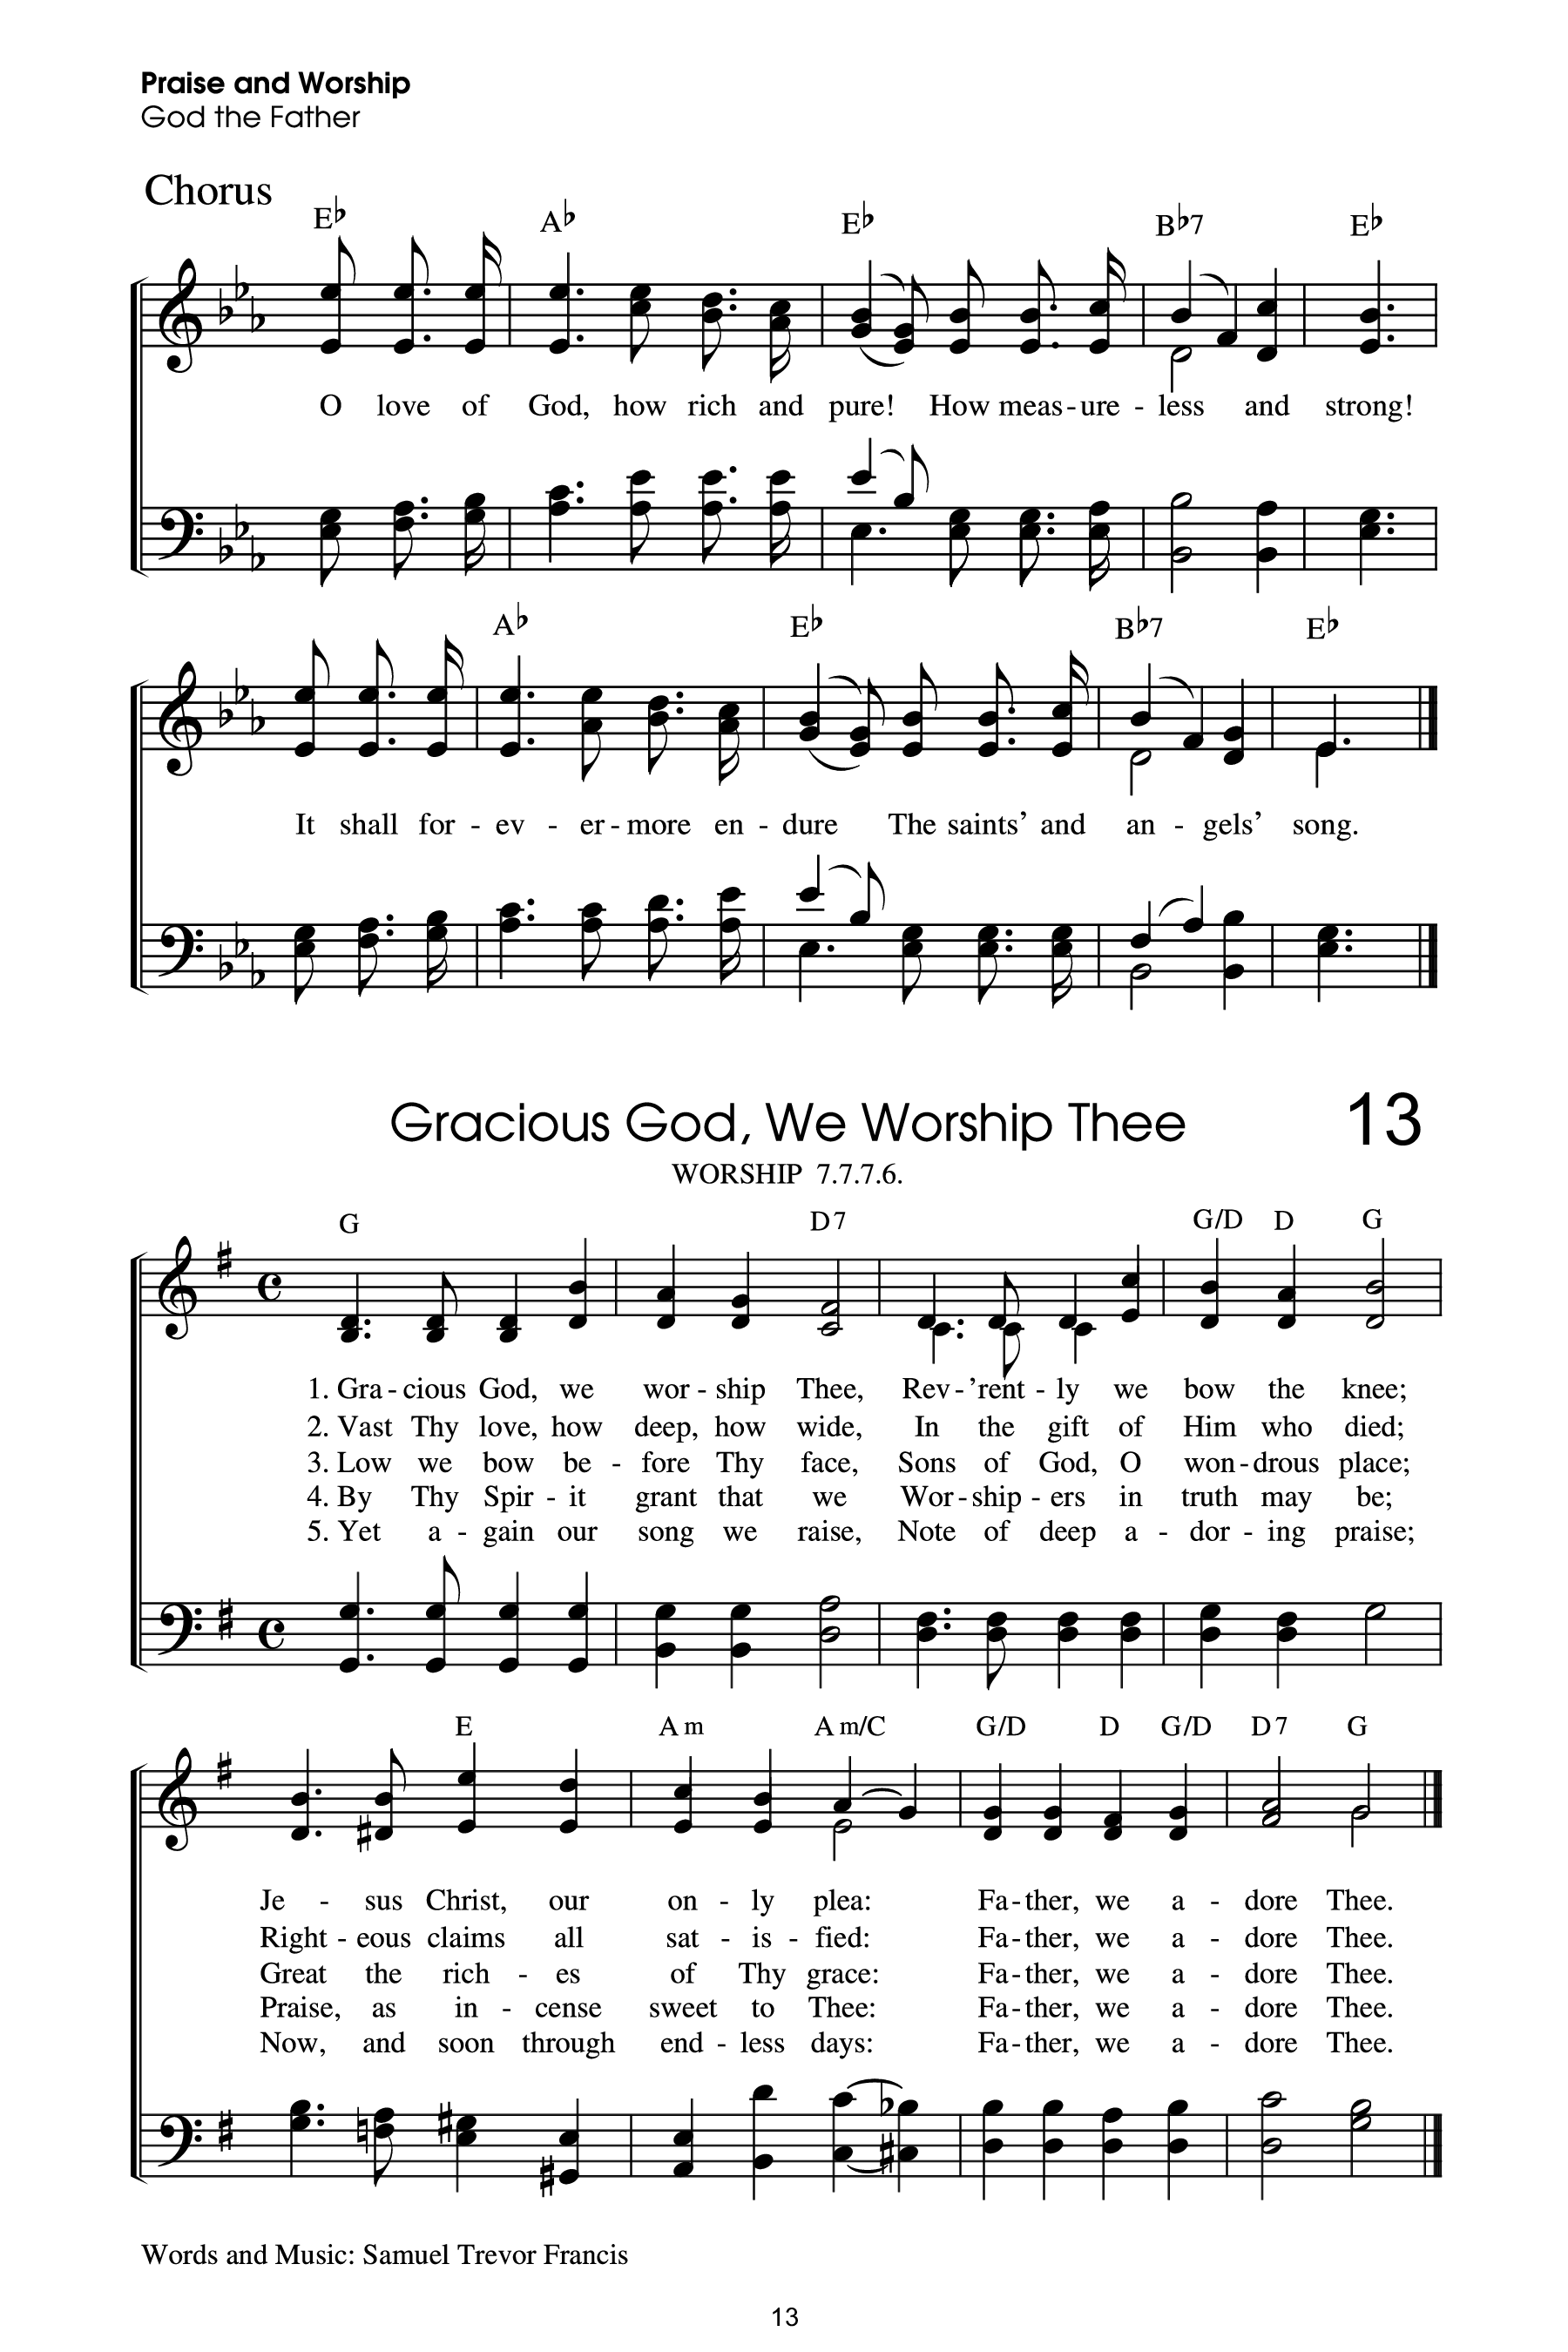 Praise and Worship
God the Father
Chorus
E♭ A♭ E♭ B♭7 E♭
O love of God, how rich and pure! How meas - ure - less and strong!
A♭ E♭ B♭7 E♭
It shall for - ev - er - more en - dure The saints’ and an - gels’ song.
Gracious God, We Worship Thee 13
WORSHIP 7.7.7.6.
G D7 G/D D G
1. Gra - cious God, we wor - ship Thee, Rev - ’rent - ly we bow the knee;
2. Vast Thy love, how deep, how wide, In the gift of Him who died;
3. Low we bow be - fore Thy face, Sons of God, O won - drous place;
4. By Thy Spir - it grant that we Wor - ship - ers in truth may be;
5. Yet a - gain our song we raise, Note of deep a - dor - ing praise;
E Am Am/C G/D D G/D D7 G
Je - sus Christ, our on - ly plea: Fa - ther, we a - dore Thee.
Right - eous claims all sat - is - fied: Fa - ther, we a - dore Thee.
Great the rich - es of Thy grace: Fa - ther, we a - dore Thee.
Praise, as in - cense sweet to Thee: Fa - ther, we a - dore Thee.
Now, and soon through end - less days: Fa - ther, we a - dore Thee.
Words and Music: Samuel Trevor Francis
13